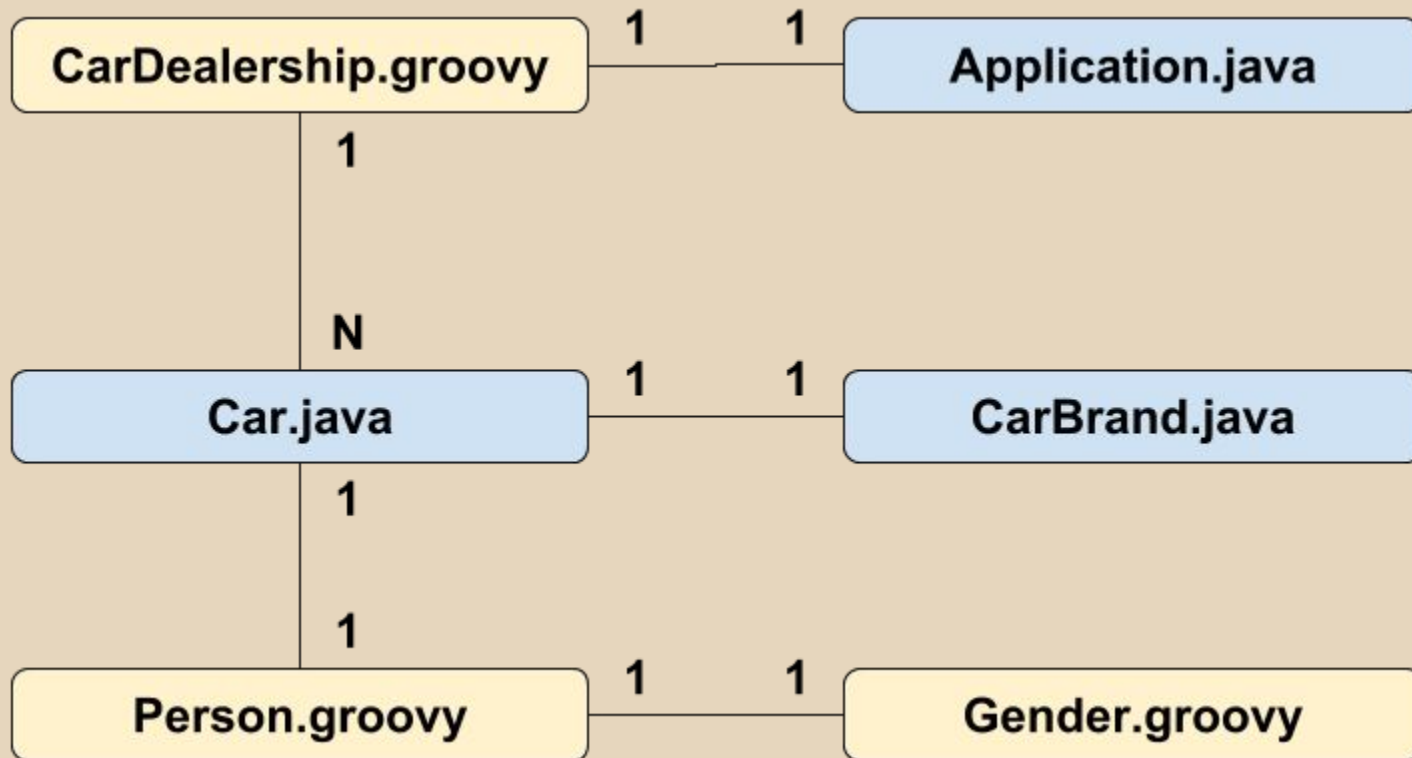 CarDealership.groovy 1 1 Application.java
1
N
Car.java 1 1 CarBrand.java
1
1
Person.groovy 1 1 Gender.groovy